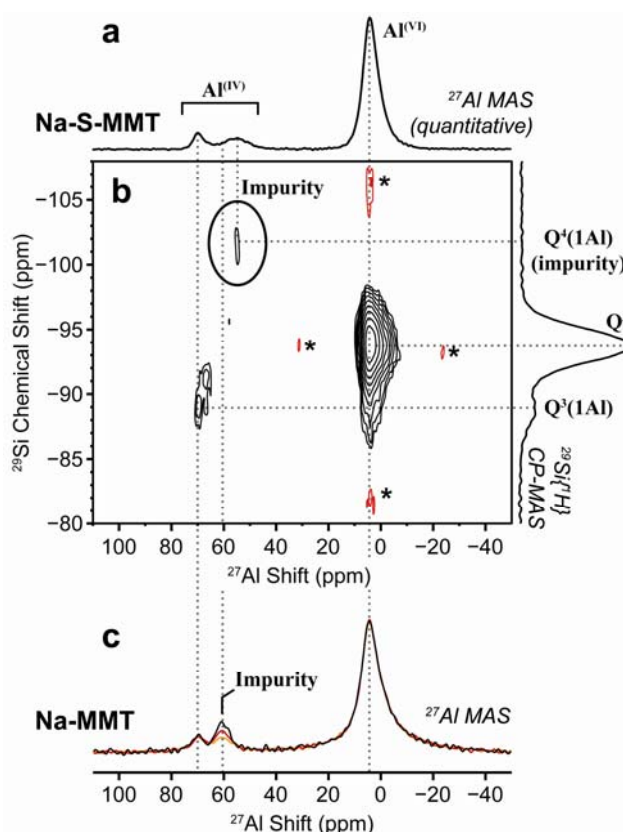 a
Al(IV)
Al(VI)
Na-S-MMT
27Al MAS
(quantitative)
b
Impurity
*
Q4(1Al)
(impurity)
Q
* *
Q3(1Al)
*
29Si{1H}
CP-MAS
−105
−100
−95
−90
−85
−80
29Si Chemical Shift (ppm)
100 80 60 40 20 0 −20 −40
27Al Shift (ppm)
c
Impurity
Na-MMT
27Al MAS
100 80 60 40 20 0 −20 −40
27Al Shift (ppm)